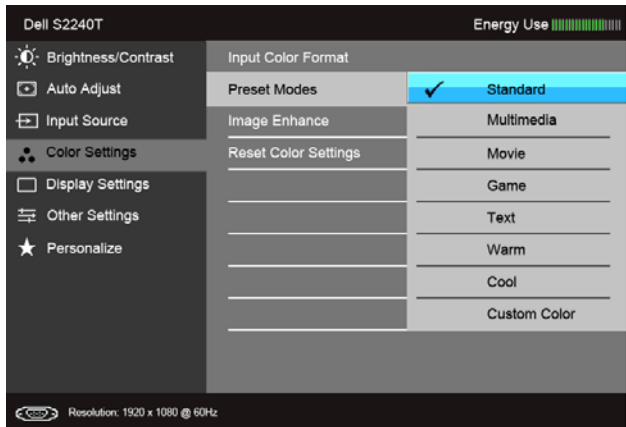 Dell S2240T
Energy Use
Brightness/Contrast
Auto Adjust
Input Source
Color Settings
Display Settings
Other Settings
Personalize
Input Color Format
Preset Modes
Image Enhance
Reset Color Settings
Standard
Multimedia
Movie
Game
Text
Warm
Cool
Custom Color
Resolution: 1920 x 1080 @ 60Hz